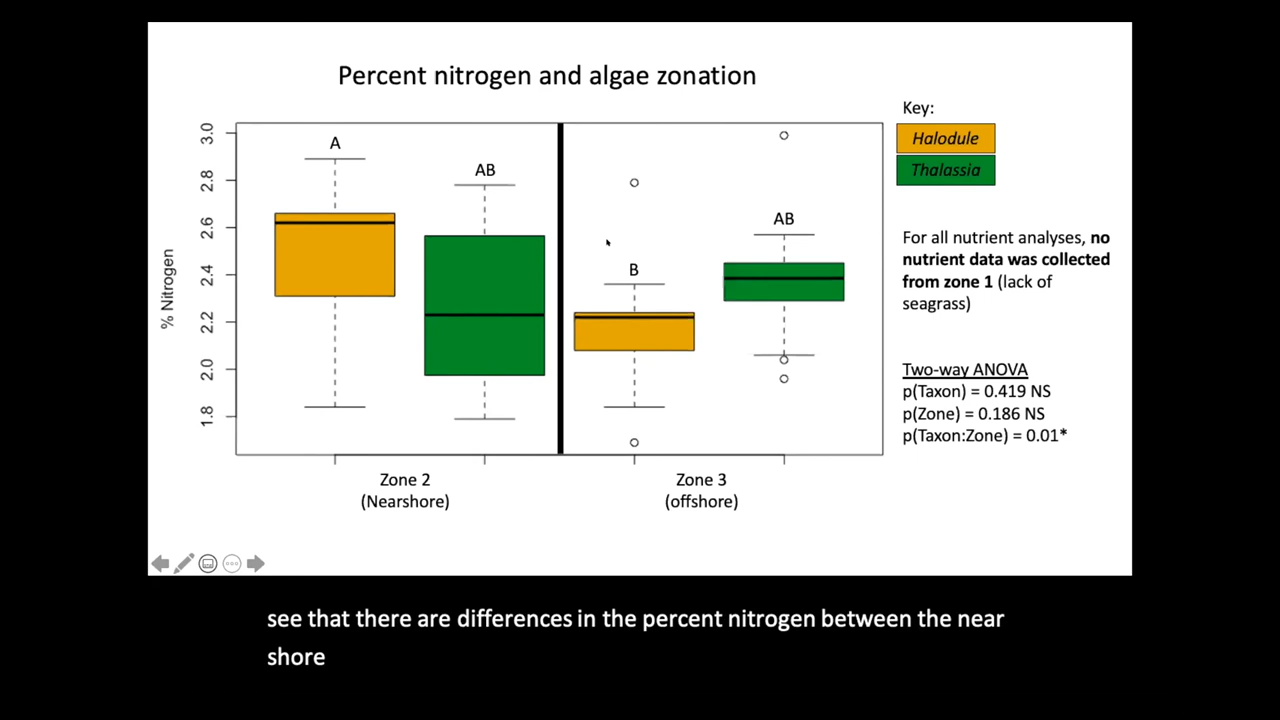 Percent nitrogen and algae zonation
Key:
Halodule
Thalassia
3.0
2.8
2.6
2.4
2.2
2.0
1.8
% Nitrogen
A
AB
B
AB
Zone 2
(Nearshore)
Zone 3
(offshore)
For all nutrient analyses, no
nutrient data was collected
from zone 1 (lack of
seagrass)
Two-way ANOVA
p(Taxon) = 0.419 NS
p(Zone) = 0.186 NS
p(Taxon:Zone) = 0.01*
see that there are differences in the percent nitrogen between the near
shore